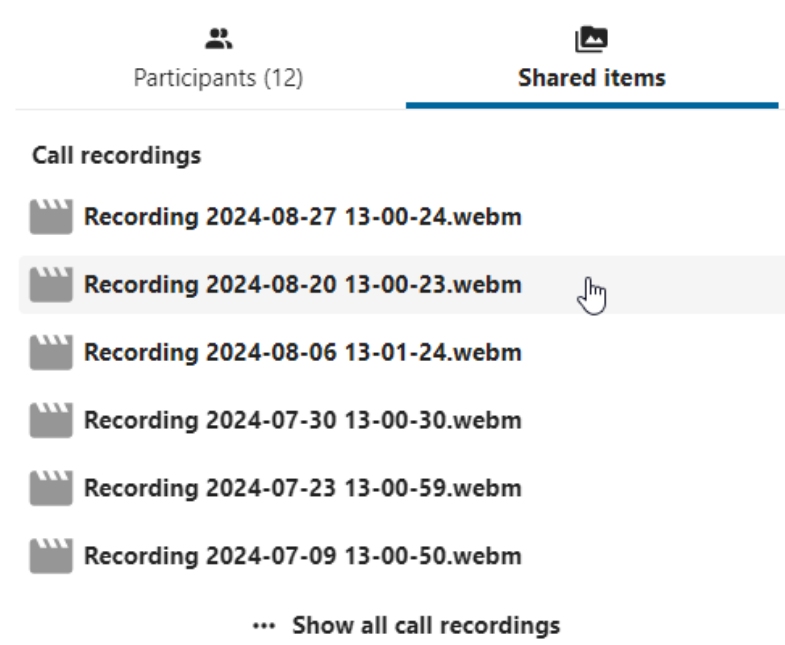 Participants (12)
Shared items
Call recordings
Recording 2024-08-27 13-00-24.webm
Recording 2024-08-20 13-00-23.webm
Recording 2024-08-06 13-01-24.webm
Recording 2024-07-30 13-00-30.webm
Recording 2024-07-23 13-00-59.webm
Recording 2024-07-09 13-00-50.webm
Show all call recordings